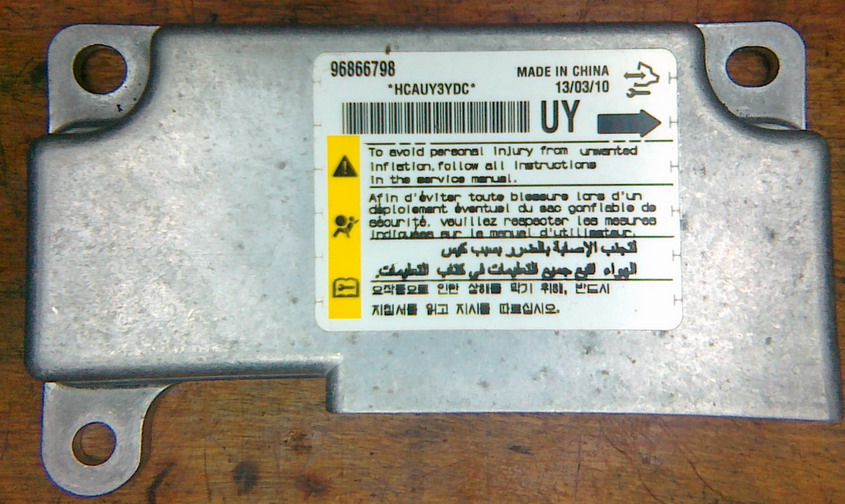 96866798
MADE IN CHINA
*HCAUY3YDC*
13/03/10
UY
To avoid personal injury from unwanted
inflation,follow all instructions
in the service manual.
Afin d'éviter toute blessure lors d'un
déploiement éventuel du sac gonflable de
sécurité, veuillez respecter les mesures
indiquées sur le manuel d'utilisateur.
لتجنب الإصابة بالضرر بسبب كيس
الهواء اتبع جميع التعليمات في كتاب التعليمات.
오작동으로 인한 상해를 막기 위해, 반드시
지침서를 읽고 지시를 따르십시오.